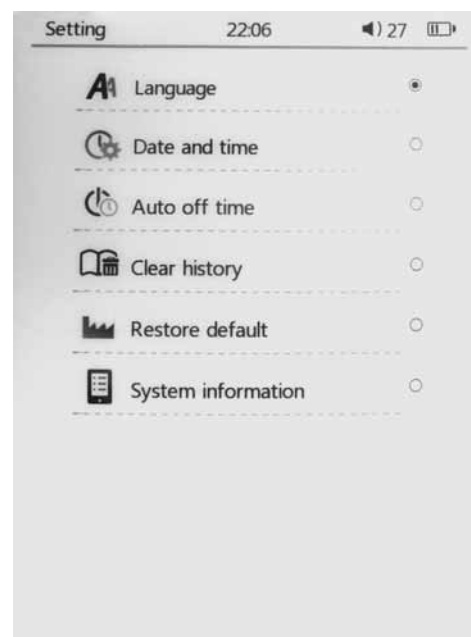 Setting 22:06 27
Language
Date and time
Auto off time
Clear history
Restore default
System information